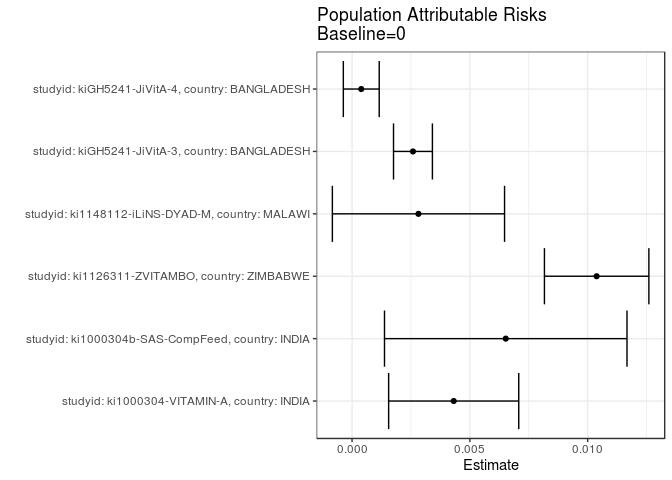 Population Attributable Risks
Baseline=0
studyid: kiGH5241-JiVitA-4, country: BANGLADESH
studyid: kiGH5241-JiVitA-3, country: BANGLADESH
studyid: ki1148112-iLiNS-DYAD-M, country: MALAWI
studyid: ki1126311-ZVITAMBO, country: ZIMBABWE
studyid: ki1000304b-SAS-CompFeed, country: INDIA
studyid: ki1000304-VITAMIN-A, country: INDIA
0.000 0.005 0.010
Estimate